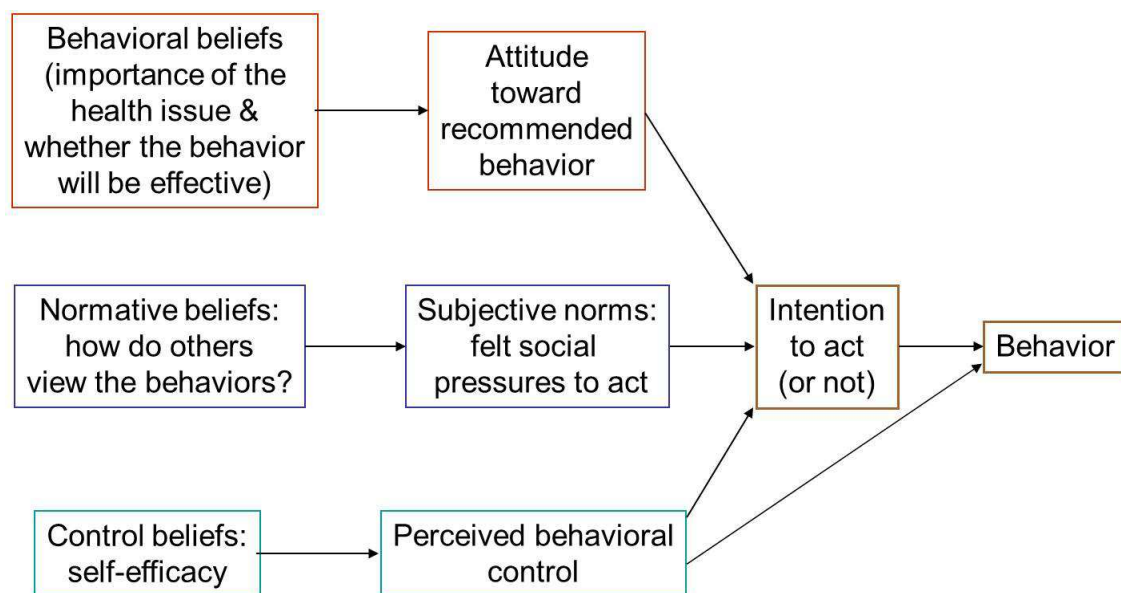 Behavioral beliefs
(importance of the
health issue &
whether the behavior
will be effective)
Attitude
toward
recommended
behavior
Normative beliefs:
how do others
view the behaviors?
Subjective norms:
felt social
pressures to act
Intention
to act
(or not)
Behavior
Control beliefs:
self-efficacy
Perceived behavioral
control